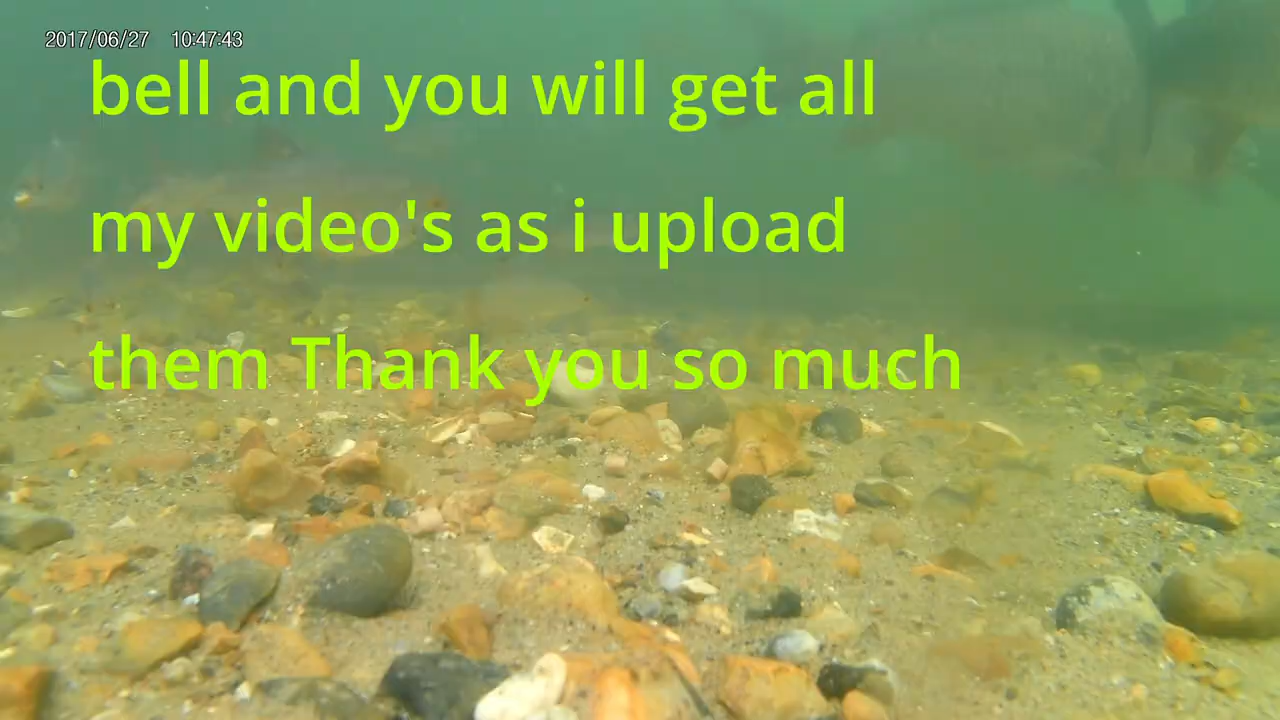 2017/06/27 10:47:43
bell and you will get all
my video's as i upload
them Thank you so much